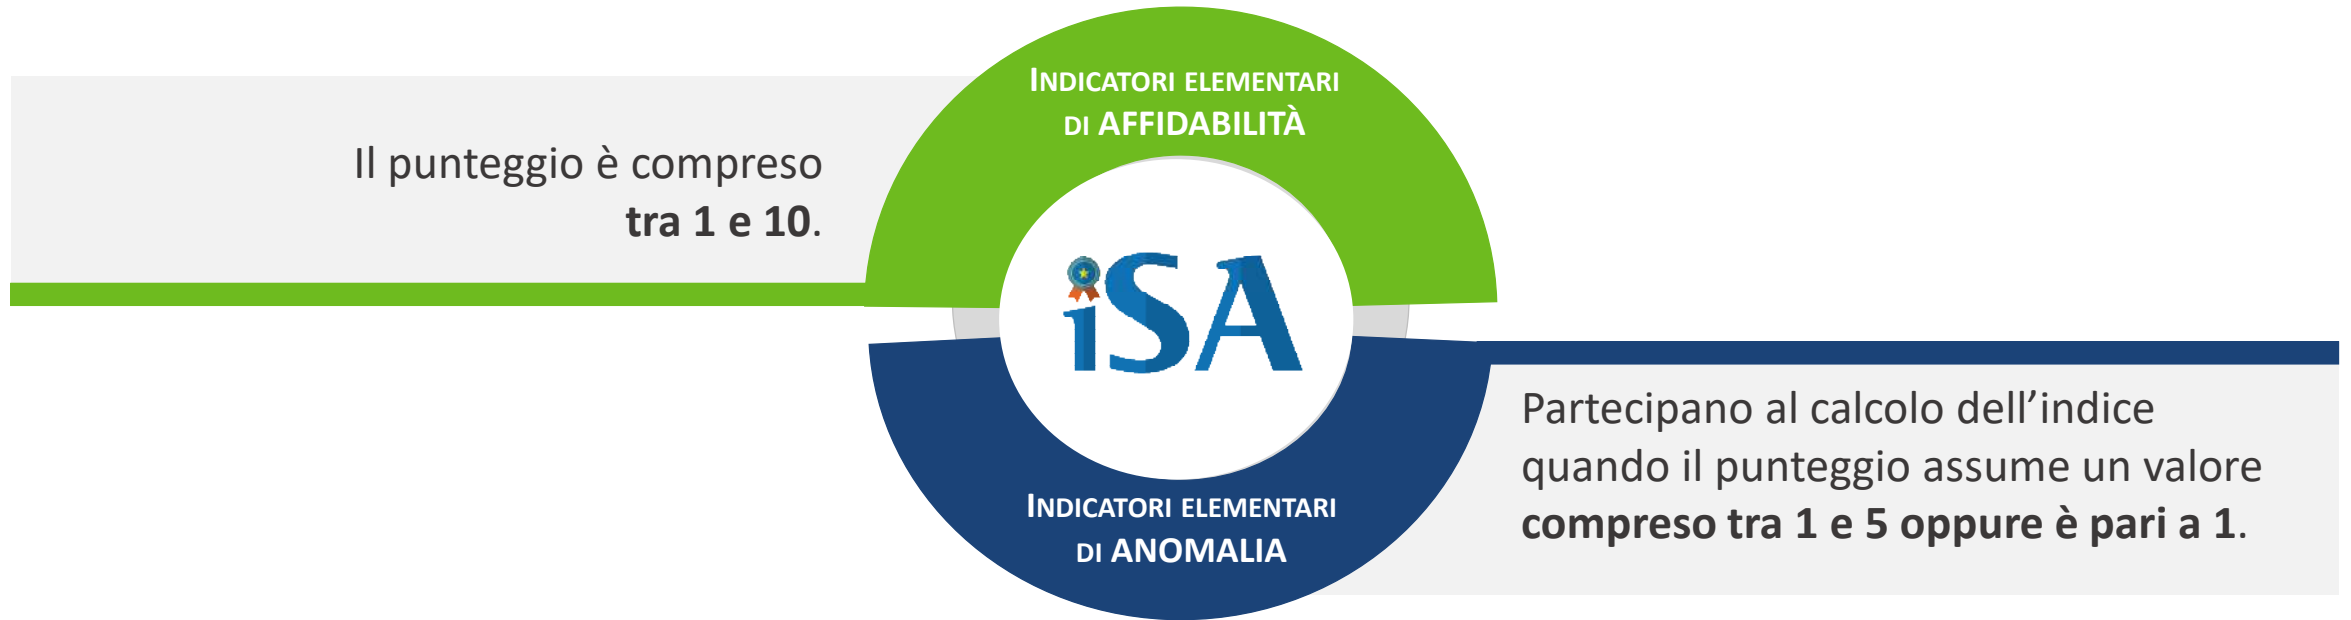 INDICATORI ELEMENTARI
DI AFFIDABILITÀ
Il punteggio è compreso
tra 1 e 10.
iSA
Partecipano al calcolo dell’indice
quando il punteggio assume un valore
compreso tra 1 e 5 oppure è pari a 1.
INDICATORI ELEMENTARI
DI ANOMALIA